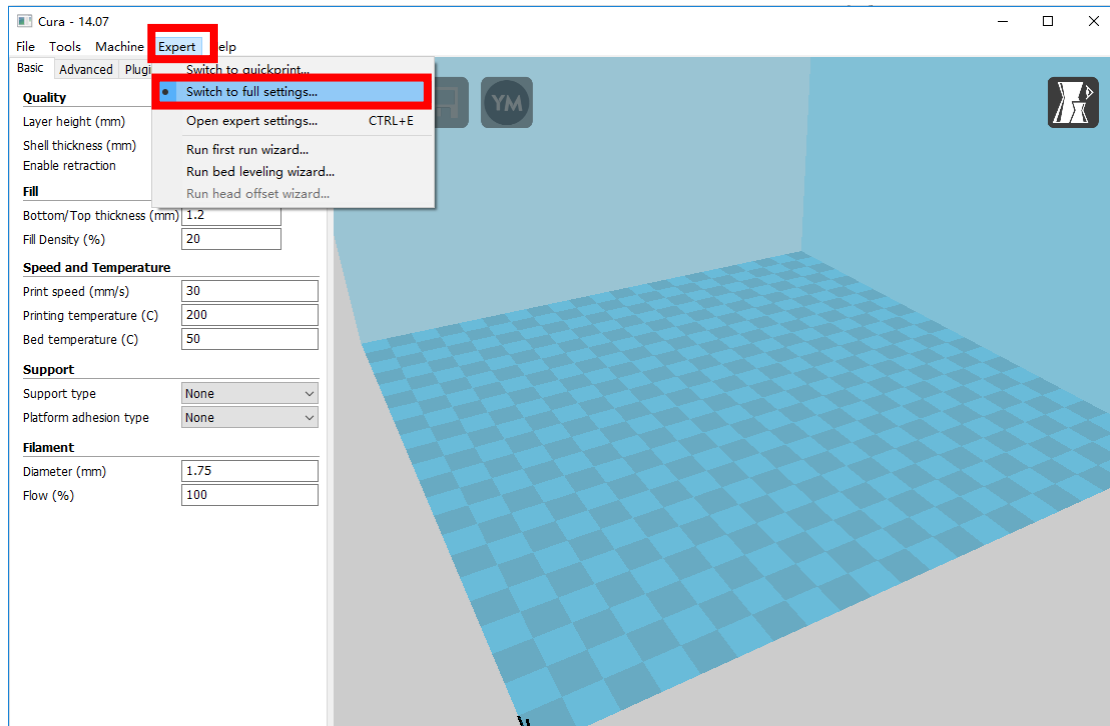 Cura - 14.07
File Tools Machine Expert elp
Basic Advanced Plugi
Switch to quickprint...
Switch to full settings...
Open expert settings... CTRL+E
Run first run wizard...
Run bed leveling wizard...
Run head offset wizard...
YM
Quality
Layer height (mm)
Shell thickness (mm)
Enable retraction
Fill
Bottom/Top thickness (mm) 1.2
Fill Density (%) 20
Speed and Temperature
Print speed (mm/s) 30
Printing temperature (C) 200
Bed temperature (C) 50
Support
Support type None
Platform adhesion type None
Filament
Diameter (mm) 1.75
Flow (%) 100